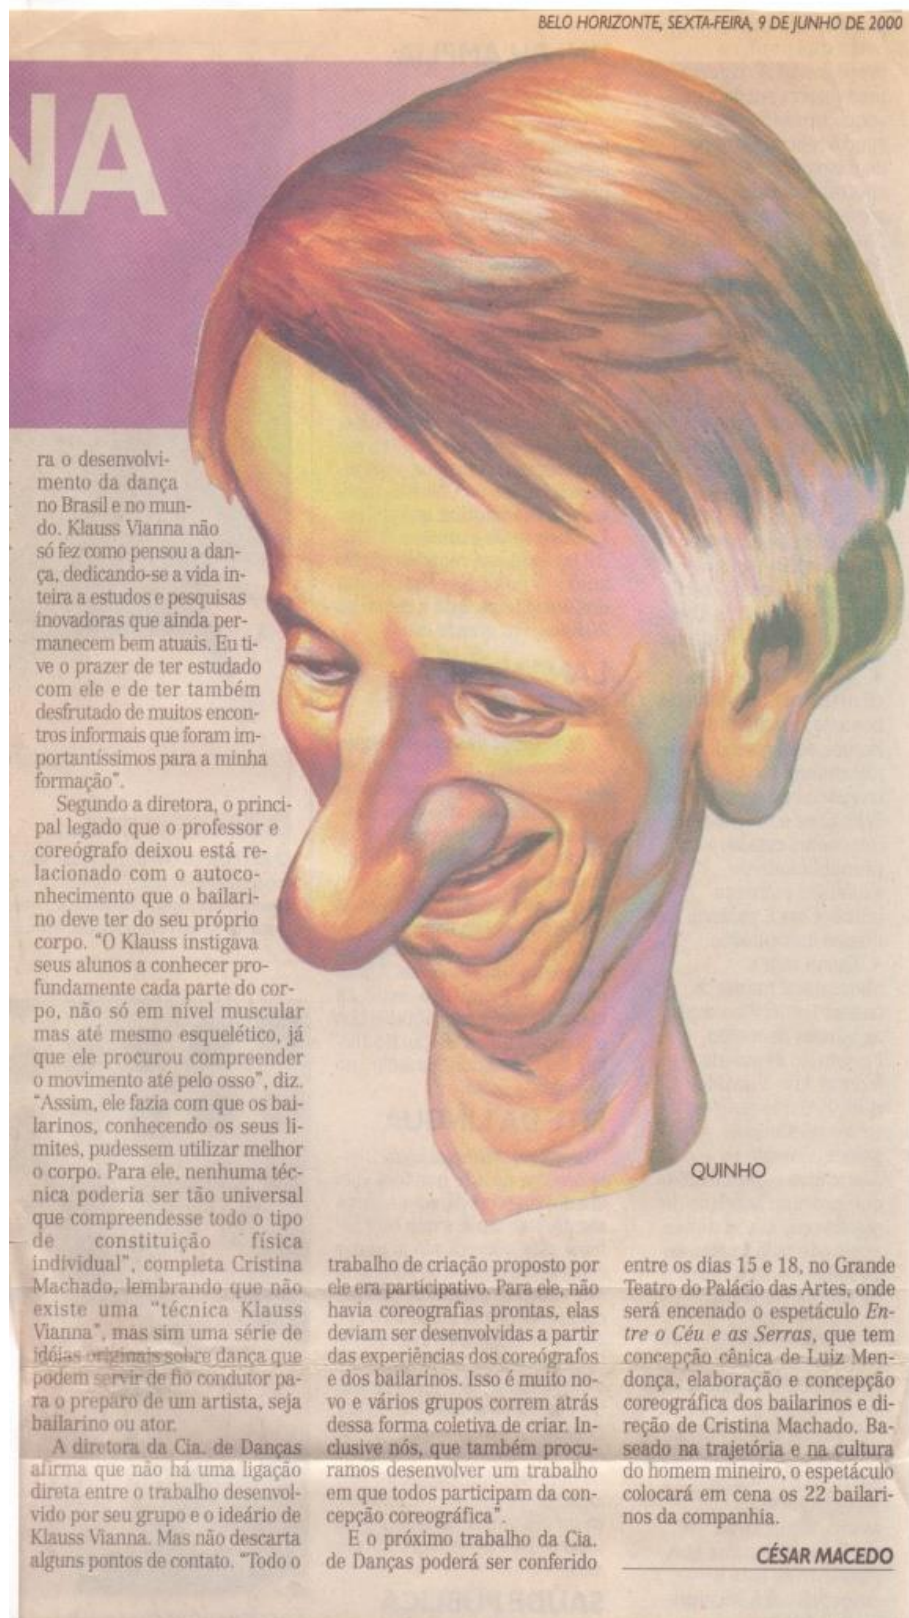 BELO HORIZONTE, SEXTA-FEIRA, 9 DE JUNHO DE 2000
NA
ra o desenvolvi-
mento da dança
no Brasil e no mun-
do. Klauss Vianna não
só fez como pensou a dan-
ça, dedicando-se a vida in-
teira a estudos e pesquisas
inovadoras que ainda per-
manecem bem atuais. Eu ti-
ve o prazer de ter estudado
com ele e de ter também
desfrutado de muitos encon-
tros informais que foram im-
portantíssimos para a minha
formação".
Segundo a diretora, o princi-
pal legado que o professor e
coreógrafo deixou está re-
lacionado com o autoco-
nhecimento que o bailari-
no deve ter do seu próprio
corpo. "O Klauss instigava
seus alunos a conhecer pro-
fundamente cada parte do cor-
po, não só em nível muscular
mas até mesmo esquelético, já
que ele procurou compreender
o movimento até pelo osso", diz.
"Assim, ele fazia com que os bai-
larinos, conhecendo os seus li-
mites, pudessem utilizar melhor
o corpo. Para ele, nenhuma téc-
nica poderia ser tão universal
que compreendesse todo o tipo
de constituição física
individual", completa Cristina
Machado, lembrando que não
existe uma "técnica Klauss
Vianna", mas sim uma série de
idéias originais sobre dança que
podem servir de fio condutor pa-
ra o preparo de um artista, seja
bailarino ou ator.
A diretora da Cia. de Danças
afirma que não há uma ligação
direta entre o trabalho desenvol-
vido por seu grupo e o ideário de
Klauss Vianna. Mas não descarta
alguns pontos de contato. "Todo o
trabalho de criação proposto por
ele era participativo. Para ele, não
havia coreografias prontas, elas
deviam ser desenvolvidas a partir
das experiências dos coreógrafos
e dos bailarinos. Isso é muito no-
vo e vários grupos correm atrás
dessa forma coletiva de criar. In-
clusive nós, que também procu-
ramos desenvolver um trabalho
em que todos participam da con-
cepção coreográfica".
E o próximo trabalho da Cia.
de Danças poderá ser conferido
entre os dias 15 e 18, no Grande
Teatro do Palácio das Artes, onde
será encenado o espetáculo En-
tre o Céu e as Serras, que tem
concepção cênica de Luiz Men-
donça, elaboração e concepção
coreográfica dos bailarinos e di-
reção de Cristina Machado. Ba-
seado na trajetória e na cultura
do homem mineiro, o espetáculo
colocará em cena os 22 bailari-
nos da companhia.
CÉSAR MACEDO
QUINHO